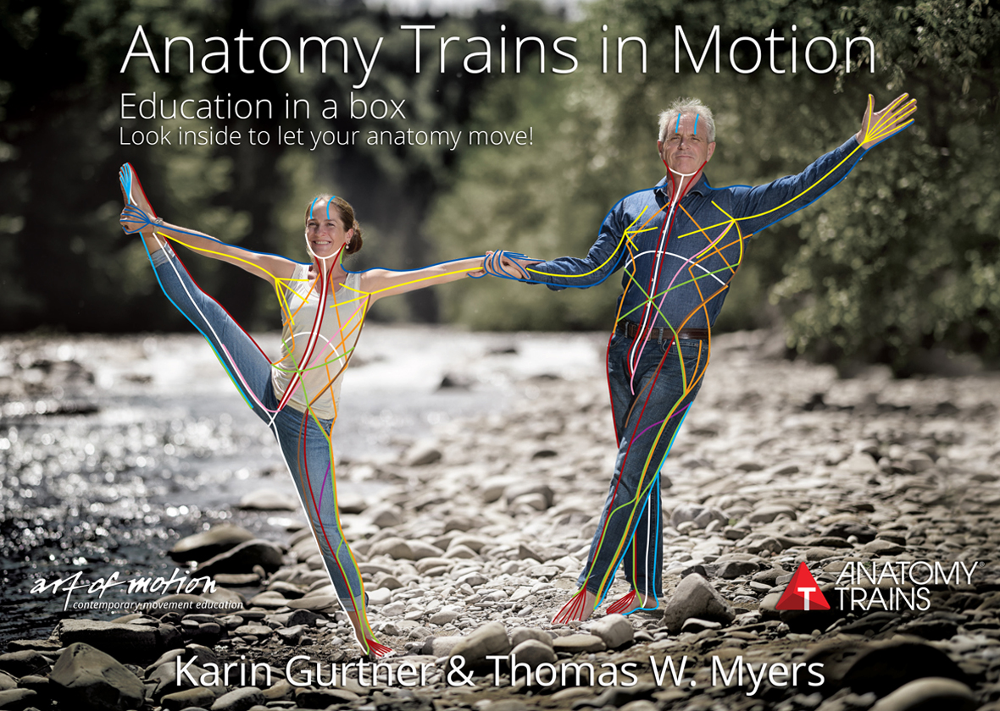 Anatomy Trains in Motion
Education in a box
Look inside to let your anatomy move!
art of motion
contemporary movement education
T
ANATOMY
TRAINS
Karin Gurtner & Thomas W. Myers